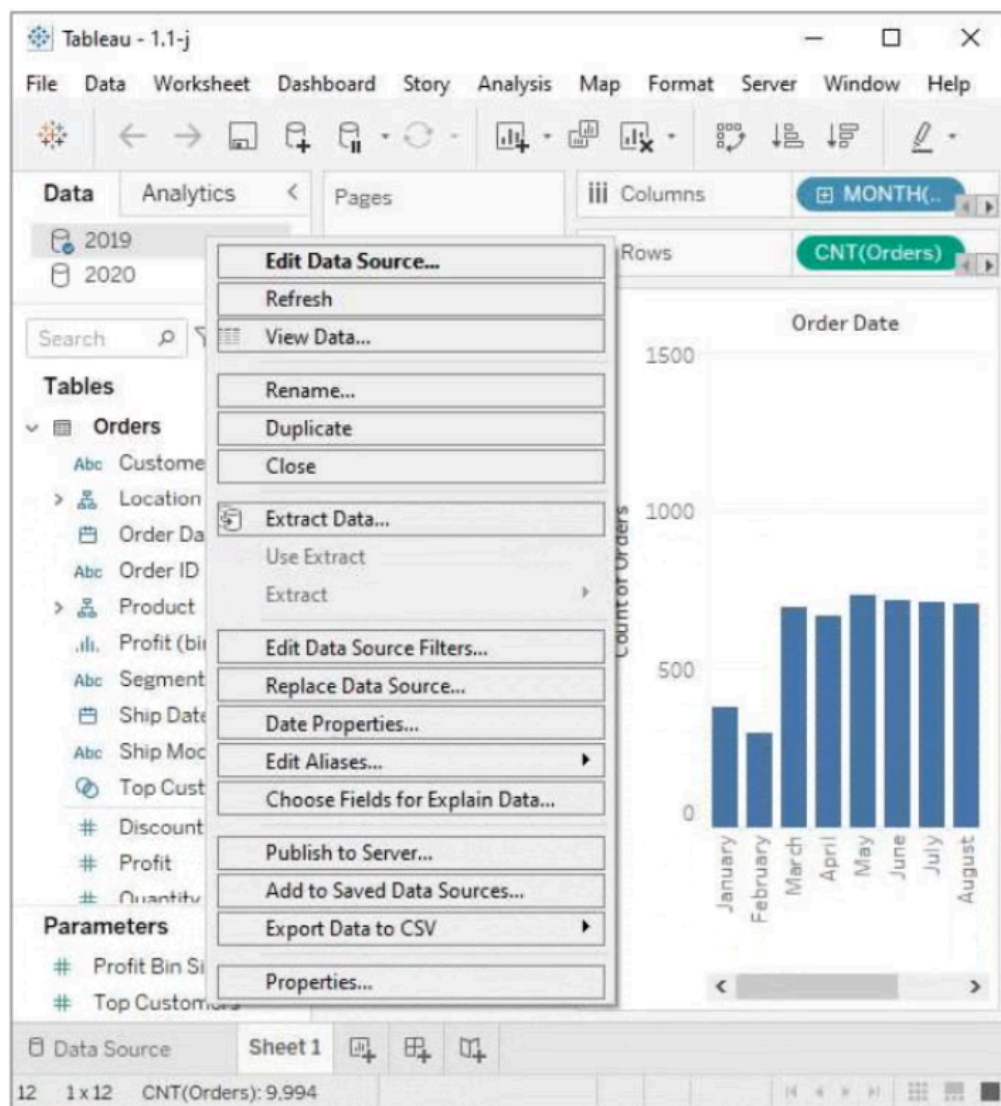 Tableau - 1.1-j
File Data Worksheet Dashboard Story Analysis Map Format Server Window Help
Data Analytics
Pages
iii Columns
MONTH(..
2019
2020
Rows
CNT(Orders)
Edit Data Source...
Refresh
View Data...
Rename...
Duplicate
Close
Extract Data...
Use Extract
Extract
Edit Data Source Filters...
Replace Data Source...
Date Properties...
Edit Aliases...
Choose Fields for Explain Data...
Publish to Server...
Add to Saved Data Sources...
Export Data to CSV
Properties...
Search
Tables
Orders
Abc Custome
Location
Order Da
Abc Order ID
Product
Profit (bi
Abc Segment
Ship Date
Abc Ship Moc
Top Cust
# Discount
# Profit
# Quantity
Parameters
# Profit Bin Si
# Top Customers
Order Date
1500
1000
500
0
Count of Orders
January
February
March
April
May
June
July
August
Data Source
Sheet 1
12 1 x 12 CNT(Orders): 9,994